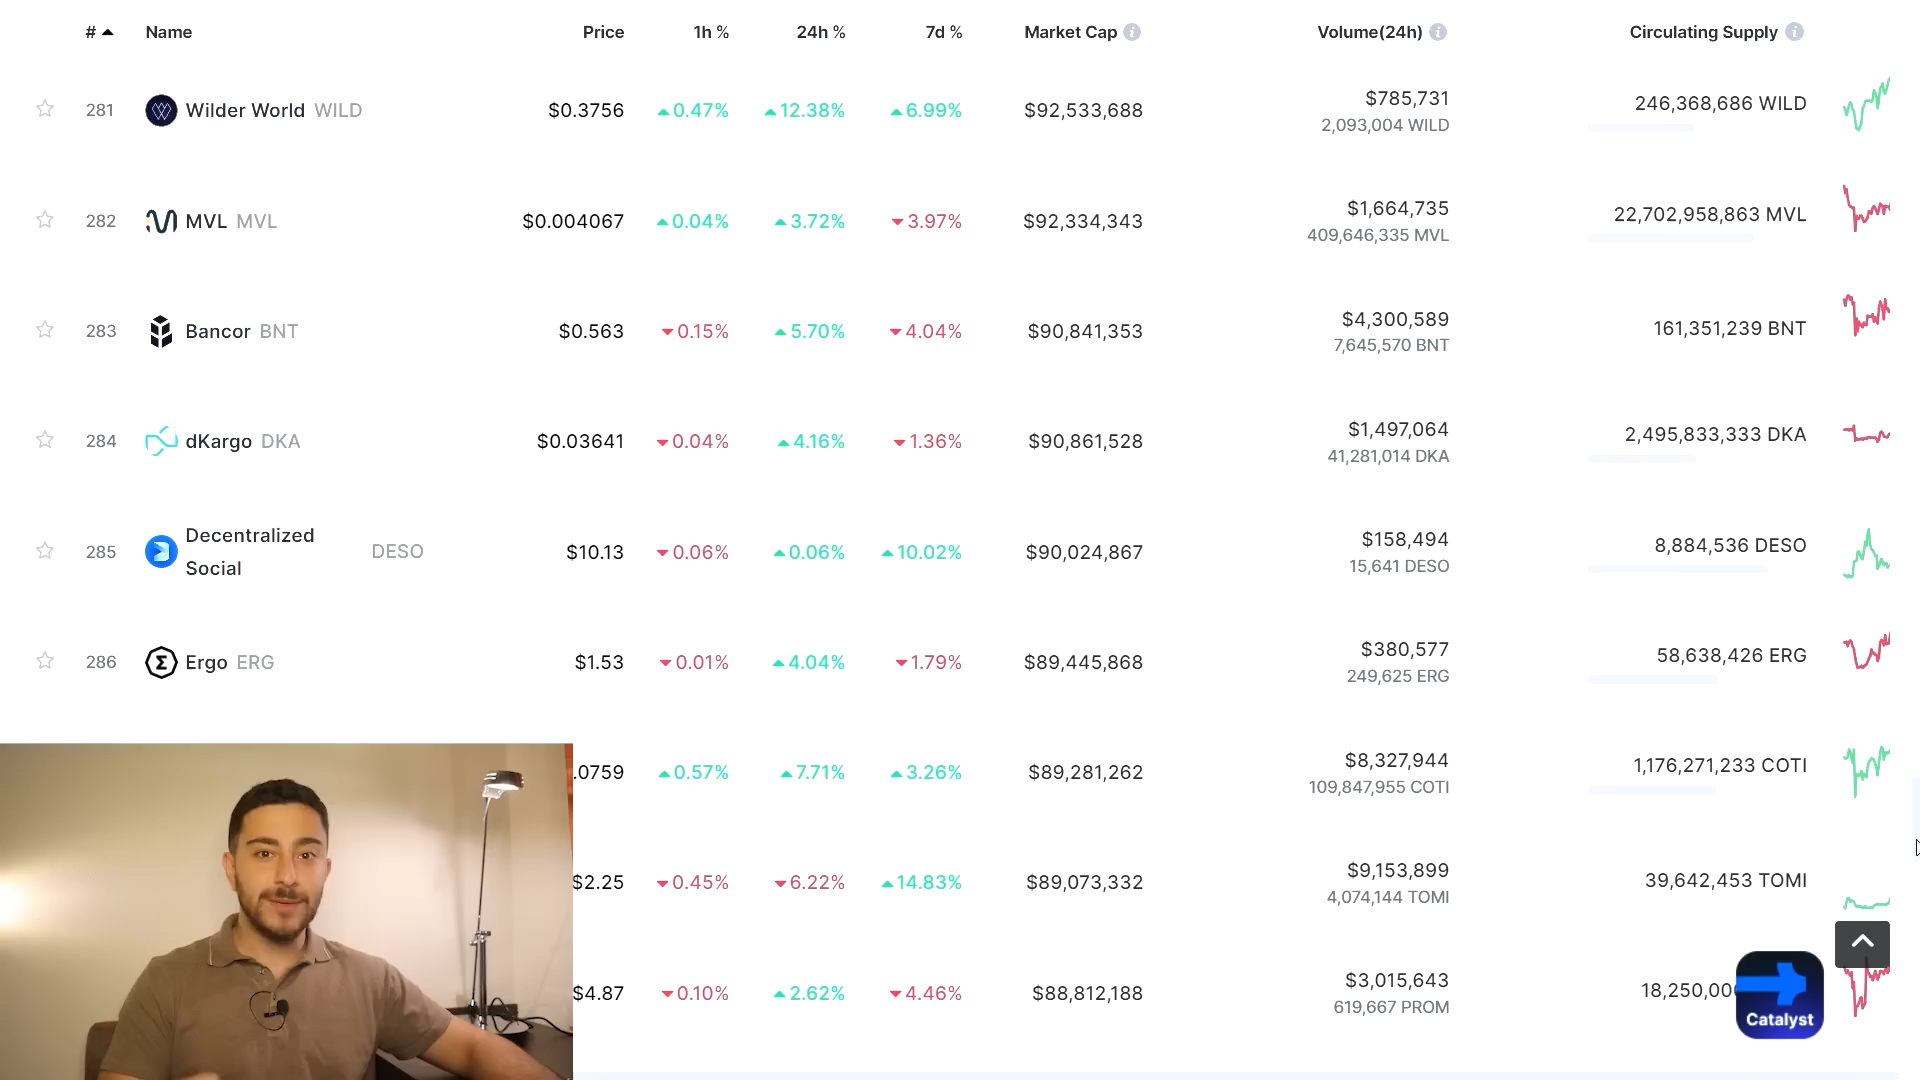 # Name Price 1h % 24h % 7d % Market Cap Volume(24h) Circulating Supply
281 Wilder World WILD $0.3756 0.47% 12.38% 6.99% $92,533,688 $785,731 246,368,686 WILD
2,093,004 WILD
282 MVL MVL $0.004067 0.04% 3.72% 3.97% $92,334,343 $1,664,735 22,702,958,863 MVL
409,646,335 MVL
283 Bancor BNT $0.563 0.15% 5.70% 4.04% $90,841,353 $4,300,589 161,351,239 BNT
7,645,570 BNT
284 dKargo DKA $0.03641 0.04% 4.16% 1.36% $90,861,528 $1,497,064 2,495,833,333 DKA
41,281,014 DKA
285 Decentralized Social DESO $10.13 0.06% 0.06% 10.02% $90,024,867 $158,494 8,884,536 DESO
15,641 DESO
286 Ergo ERG $1.53 0.01% 4.04% 1.79% $89,445,868 $380,577 58,638,426 ERG
249,625 ERG
.0759 0.57% 7.71% 3.26% $89,281,262 $8,327,944 1,176,271,233 COTI
109,847,955 COTI
$2.25 0.45% 6.22% 14.83% $89,073,332 $9,153,899 39,642,453 TOMI
4,074,144 TOMI
$4.87 0.10% 2.62% 4.46% $88,812,188 $3,015,643 18,250,00
619,667 PROM
Catalyst